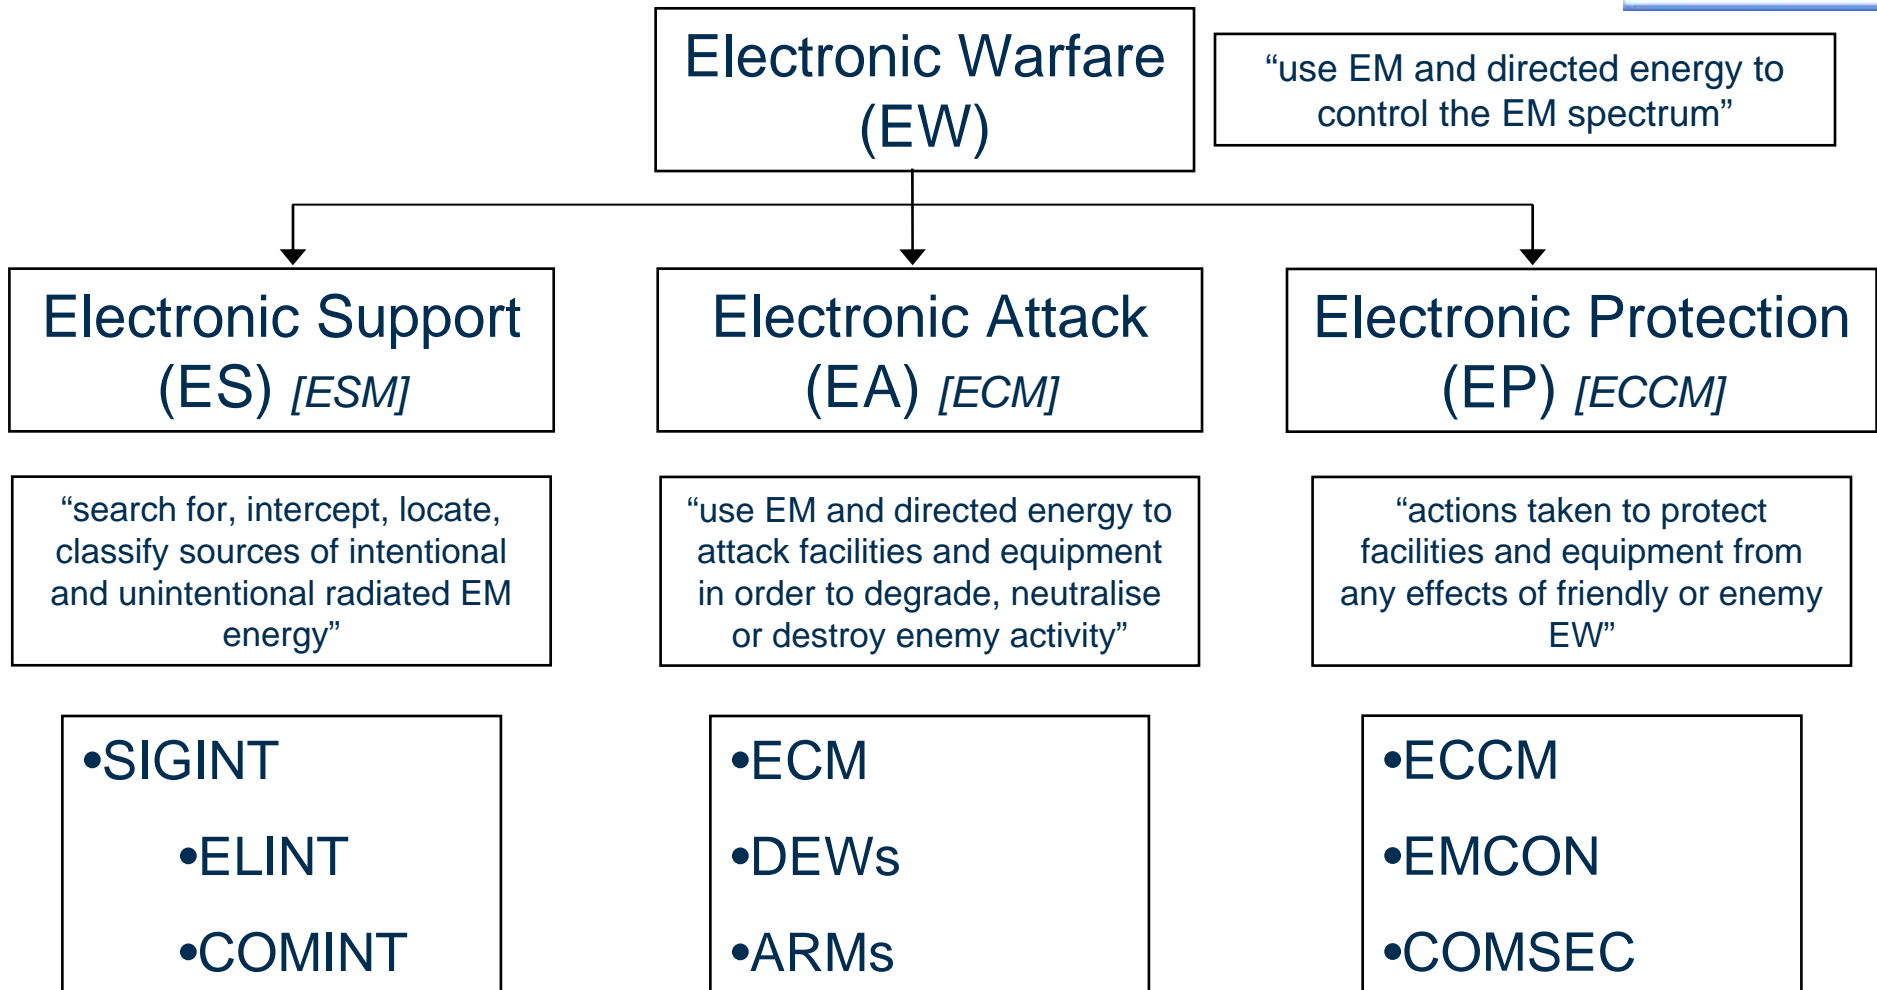 Electronic Warfare
(EW)
“use EM and directed energy to
control the EM spectrum”
Electronic Support
(ES) [ESM]
Electronic Attack
(EA) [ECM]
Electronic Protection
(EP) [ECCM]
“search for, intercept, locate,
classify sources of intentional
and unintentional radiated EM
energy”
“use EM and directed energy to
attack facilities and equipment
in order to degrade, neutralise
or destroy enemy activity”
“actions taken to protect
facilities and equipment from
any effects of friendly or enemy
EW”
•SIGINT
•ELINT
•COMINT
•ECM
•DEWs
•ARMs
•ECCM
•EMCON
•COMSEC